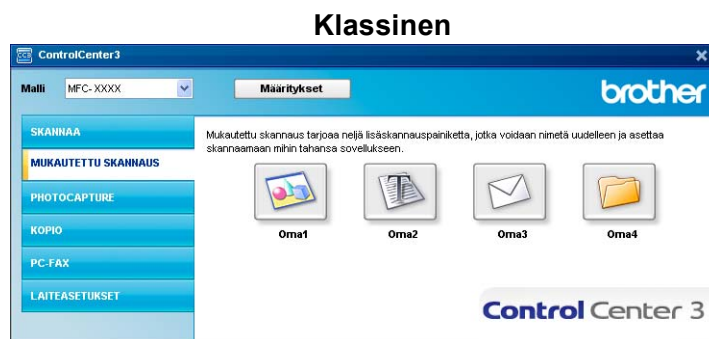 Klassinen
ControlCenter3
Malli MFC-XXXX Määritykset
brother
SKANNAA
MUKAUTETTU SKANNAUS
PHOTOCAPTURE
KOPIO
PC-FAX
LAITEASETUKSET
Mukautettu skannaus tarjoaa neljä lisäskannauspainiketta, jotka voidaan nimetä uudelleen ja asettaa
skannaamaan mihin tahansa sovellukseen.
Oma1 Oma2 Oma3 Oma4
Control Center 3